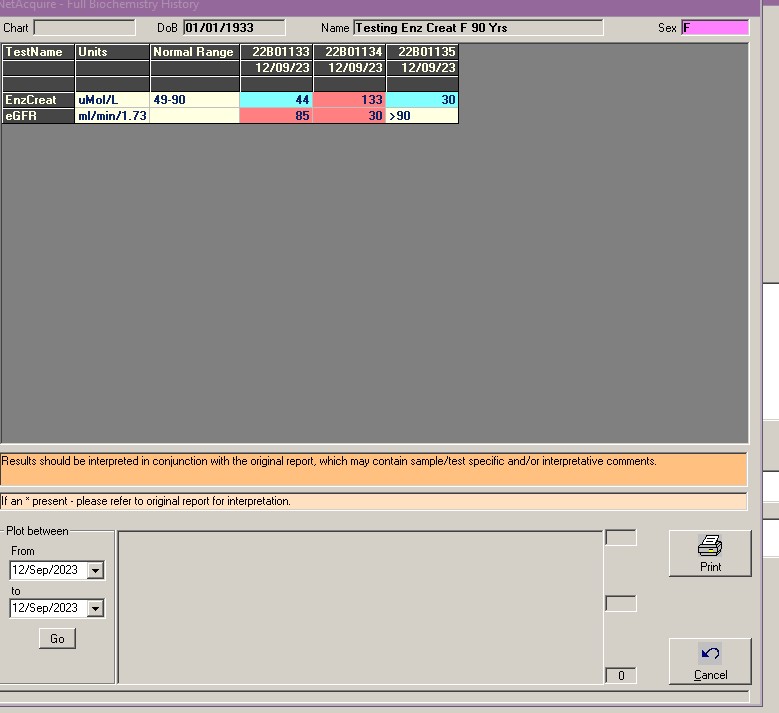 NetAcquire - Full Biochemistry History
Chart DoB 01/01/1933 Name Testing Enz Creat F 90 Yrs Sex F
TestName Units Normal Range 22B01133 22B01134 22B01135
12/09/23 12/09/23 12/09/23
EnzCreat uMol/L 49-90 44 133 30
eGFR ml/min/1.73 85 30 >90
Results should be interpreted in conjunction with the original report, which may contain sample/test specific and/or interpretative comments.
If an * present - please refer to original report for interpretation.
Plot between
From
12/Sep/2023
to
12/Sep/2023
Go
Print
0
Cancel